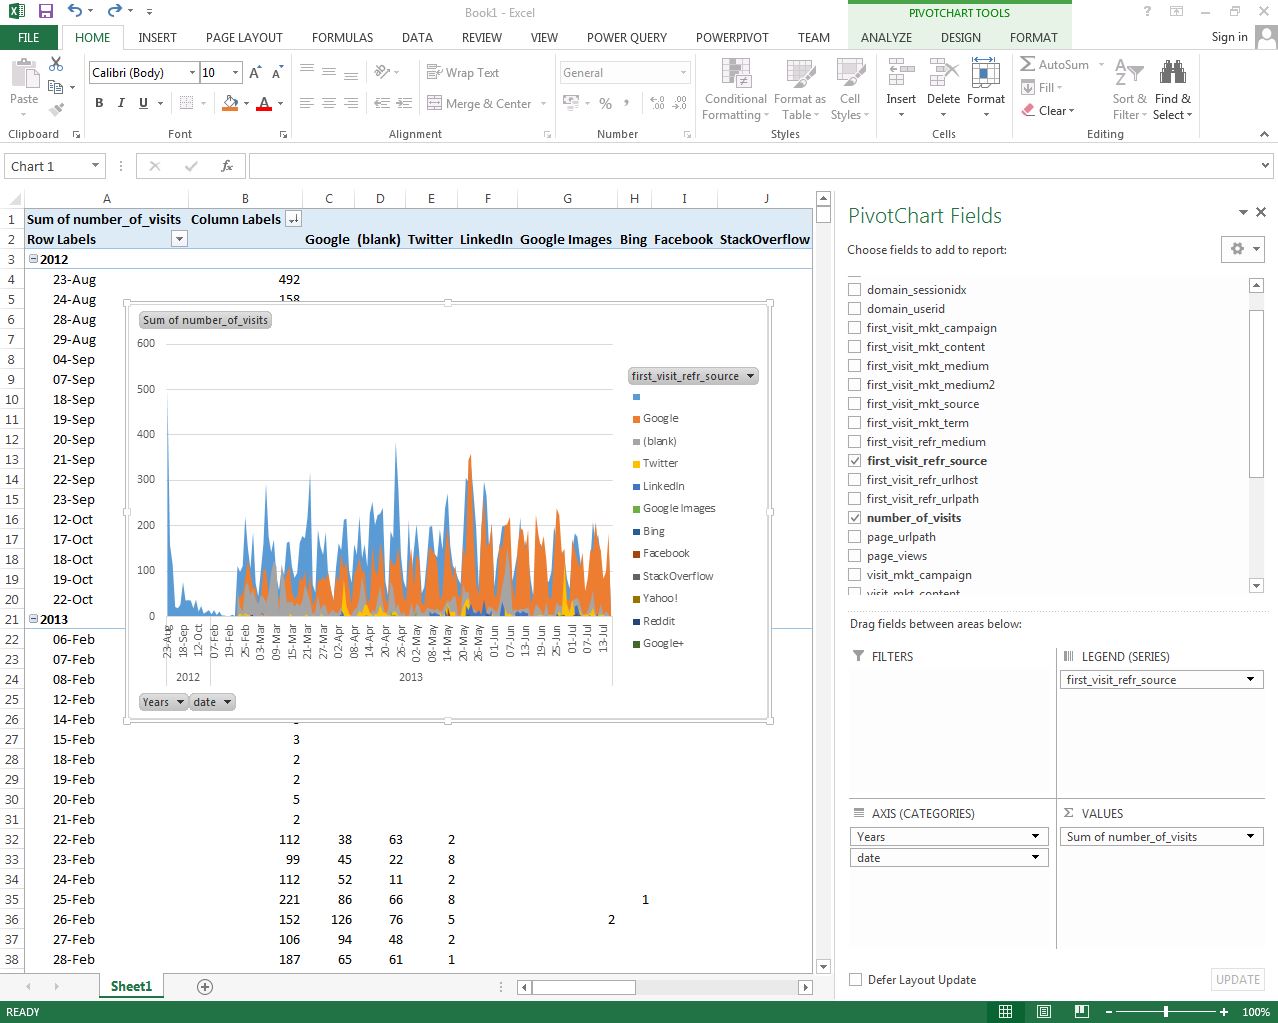 Book1 - Excel
PIVOTCHART TOOLS
?
FILE HOME INSERT PAGE LAYOUT FORMULAS DATA REVIEW VIEW POWER QUERY POWERPIVOT TEAM ANALYZE DESIGN FORMAT Sign in
Paste
Clipboard
Calibri (Body) 10 A A
B I U A
Font
Wrap Text
Merge & Center
Alignment
General
% , .00
Number
Conditional Formatting
Format as Table
Cell Styles
Styles
Insert Delete Format
Cells
AutoSum
Fill
Clear
Sort & Filter
Find & Select
Editing
Chart 1 fx
A B C D E F G H I J
1 Sum of number_of_visits Column Labels
2 Row Labels Google (blank) Twitter LinkedIn Google Images Bing Facebook StackOverflow
3 2012
4 23-Aug 492
5 24-Aug 158
6 28-Aug
7 29-Aug
8 04-Sep
9 07-Sep
10 18-Sep
11 19-Sep
12 20-Sep
13 21-Sep
14 22-Sep
15 23-Sep
16 12-Oct
17 17-Oct
18 18-Oct
19 19-Oct
20 22-Oct
21 2013
22 06-Feb
23 07-Feb
24 08-Feb
25 12-Feb
26 14-Feb
27 15-Feb 3
28 18-Feb 2
29 19-Feb 2
30 20-Feb 5
31 21-Feb 2
32 22-Feb 112 38 63 2
33 23-Feb 99 45 22 8
34 24-Feb 112 52 11 2
35 25-Feb 221 86 66 8 1
36 26-Feb 152 126 76 5 2
37 27-Feb 106 94 48 2
38 28-Feb 187 65 61 1
Sum of number_of_visits
600
500
400
300
200
100
0
23-Aug 18-Sep 12-Oct 07-Feb 19-Feb 25-Feb 03-Mar 09-Mar 15-Mar 21-Mar 27-Mar 02-Apr 08-Apr 14-Apr 20-Apr 26-Apr 02-May 08-May 14-May 20-May 26-May 01-Jun 07-Jun 13-Jun 19-Jun 25-Jun 01-Jul 07-Jul 13-Jul
2012 2013
Years date
first_visit_refr_source
Google
(blank)
Twitter
LinkedIn
Google Images
Bing
Facebook
StackOverflow
Yahoo!
Reddit
Google+
PivotChart Fields
Choose fields to add to report:
domain_sessionidx
domain_userid
first_visit_mkt_campaign
first_visit_mkt_content
first_visit_mkt_medium
first_visit_mkt_medium2
first_visit_mkt_source
first_visit_mkt_term
first_visit_refr_medium
first_visit_refr_source
first_visit_refr_urlhost
first_visit_refr_urlpath
number_of_visits
page_urlpath
page_views
visit_mkt_campaign
visit_mkt_content
Drag fields between areas below:
FILTERS
LEGEND (SERIES)
first_visit_refr_source
AXIS (CATEGORIES)
Years
date
VALUES
Sum of number_of_visits
Defer Layout Update UPDATE
Sheet1
READY 100%